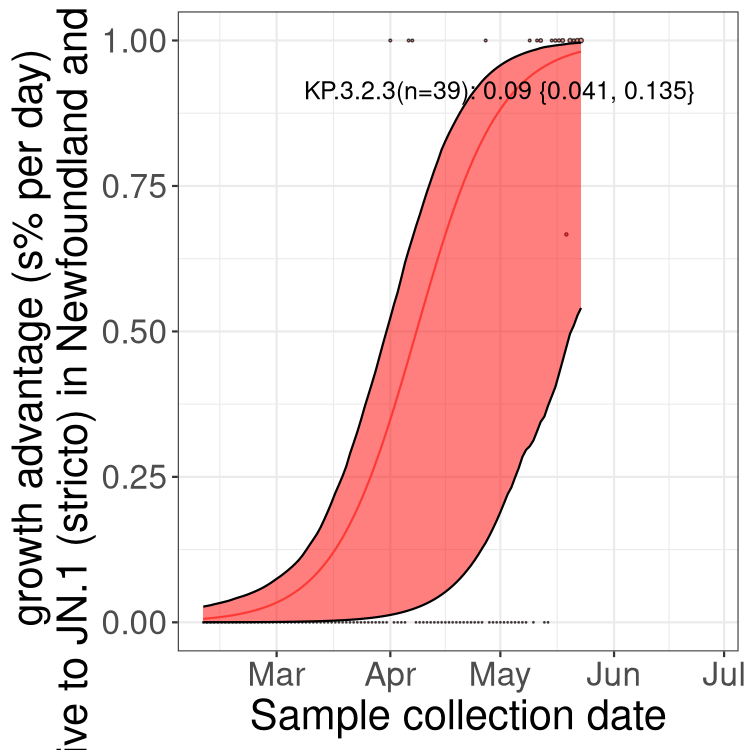 growth advantage (s% per day)
ive to JN.1 (stricto) in Newfoundland and
1.00
0.75
0.50
0.25
0.00
KP.3.2.3(n=39): 0.09 {0.041, 0.135}
Mar Apr May Jun Jul
Sample collection date